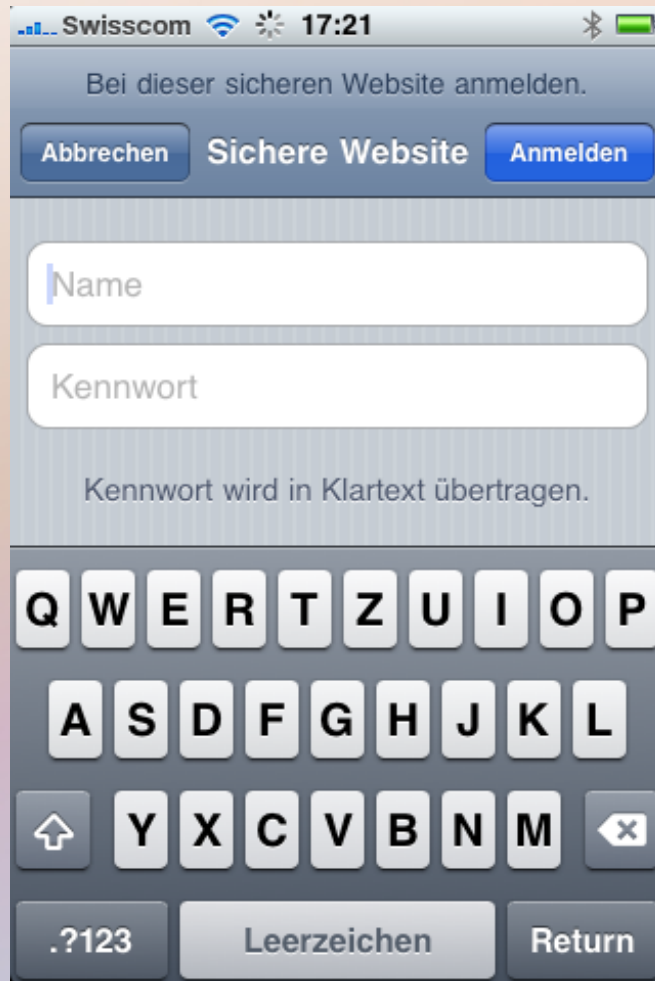 Swisscom 17:21
Bei dieser sicheren Website anmelden.
Abbrechen Sichere Website Anmelden
Name
Kennwort
Kennwort wird in Klartext übertragen.
Q W E R T Z U I O P
A S D F G H J K L
Y X C V B N M
.?123 Leerzeichen Return